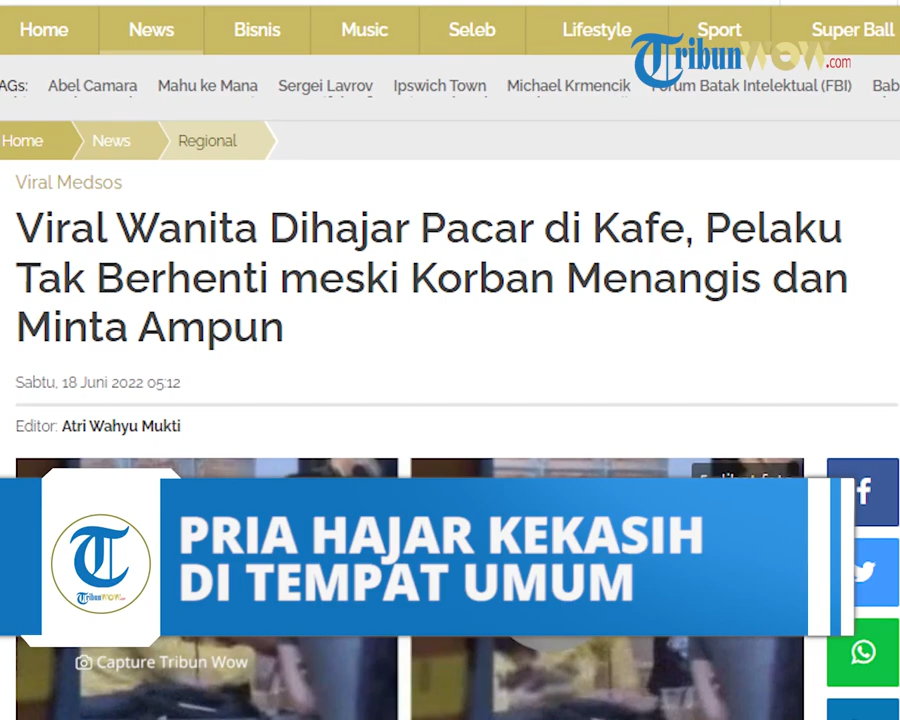 Home News Bisnis Music Seleb Lifestyle Sport Super Ball
TribunWOW.com
AGs: Abel Camara Mahu ke Mana Sergei Lavrov Ipswich Town Michael Krmencik Forum Batak Intelektual (FBI) Bab
Home News Regional
Viral Medsos
Viral Wanita Dihajar Pacar di Kafe, Pelaku
Tak Berhenti meski Korban Menangis dan
Minta Ampun
Sabtu, 18 Juni 2022 05:12
Editor: Atri Wahyu Mukti
PRIA HAJAR KEKASIH
DI TEMPAT UMUM
TribunWOW.com
Capture Tribun Wow